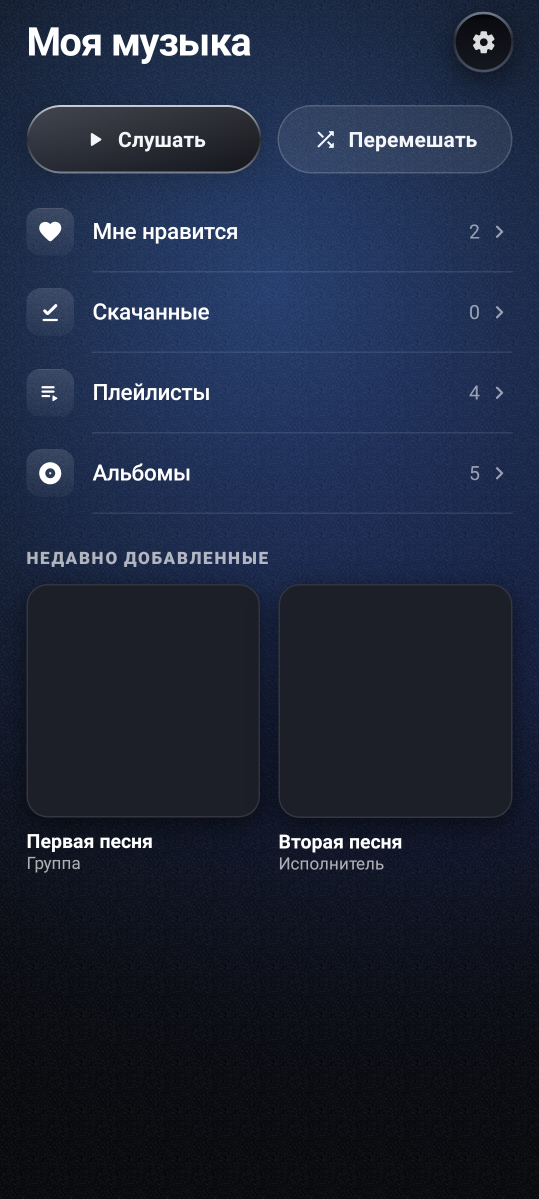 Моя музыка
Слушать
Перемешать
Мне нравится 2
Скачанные 0
Плейлисты 4
Альбомы 5
НЕДАВНО ДОБАВЛЕННЫЕ
Первая песня
Группа
Вторая песня
Исполнитель